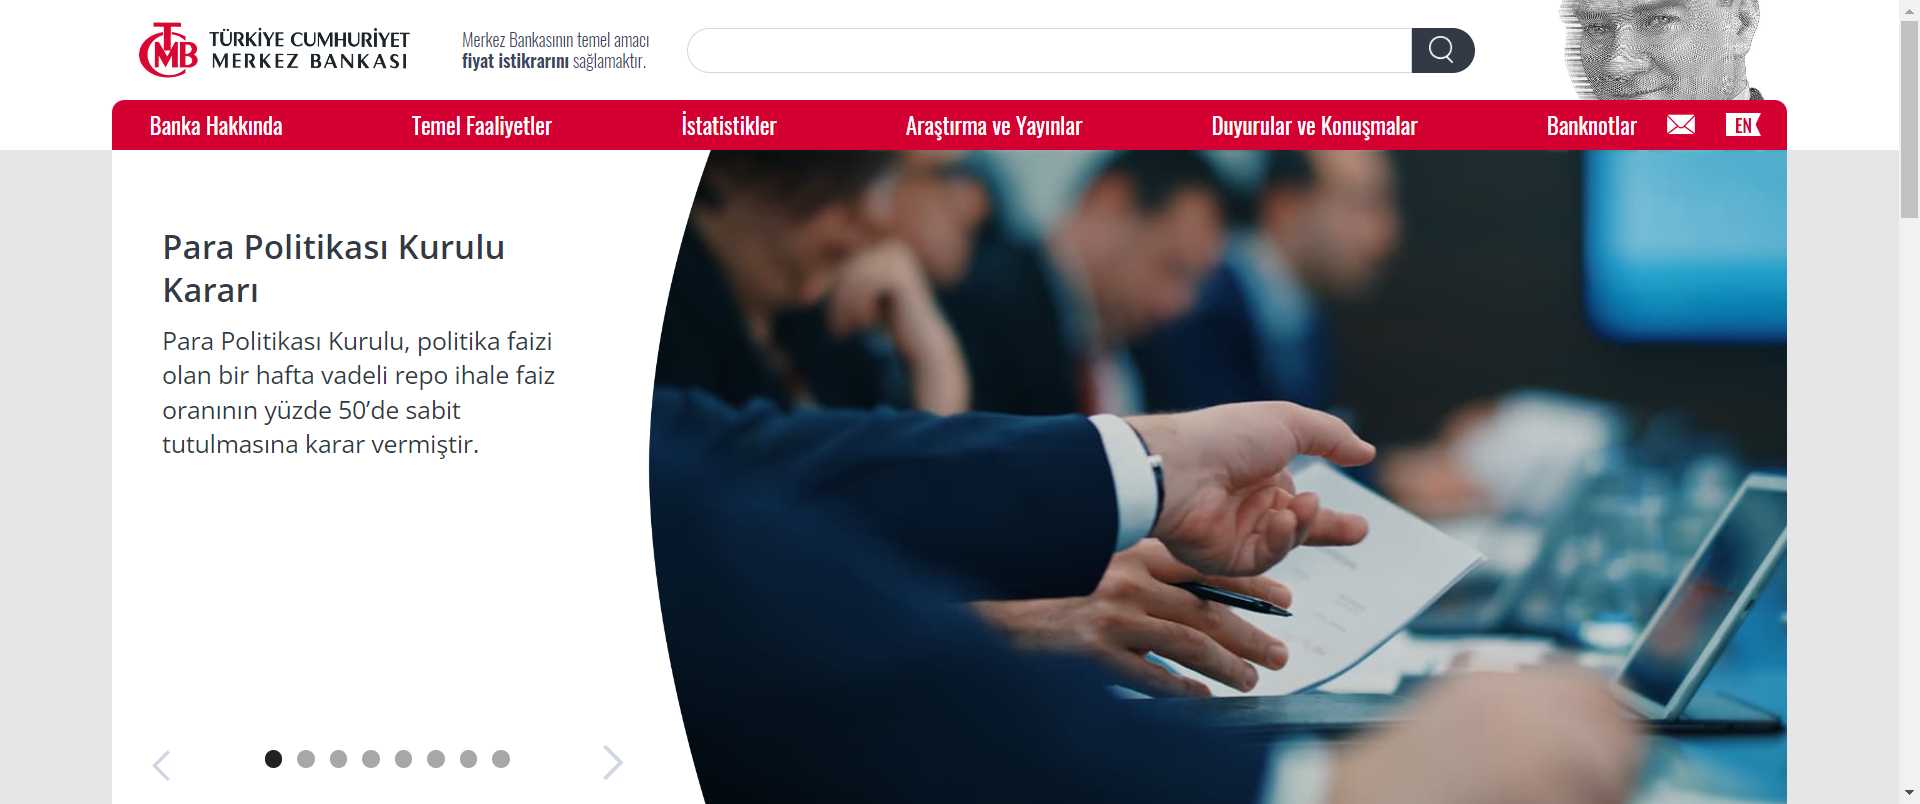 TCMB
TÜRKİYE CUMHURİYET
MERKEZ BANKASI
Merkez Bankasının temel amacı
fiyat istikrarını sağlamaktır.
Banka Hakkında
Temel Faaliyetler
İstatistikler
Araştırma ve Yayınlar
Duyurular ve Konuşmalar
Banknotlar
EN
Para Politikası Kurulu
Kararı
Para Politikası Kurulu, politika faizi
olan bir hafta vadeli repo ihale faiz
oranının yüzde 50’de sabit
tutulmasına karar vermiştir.